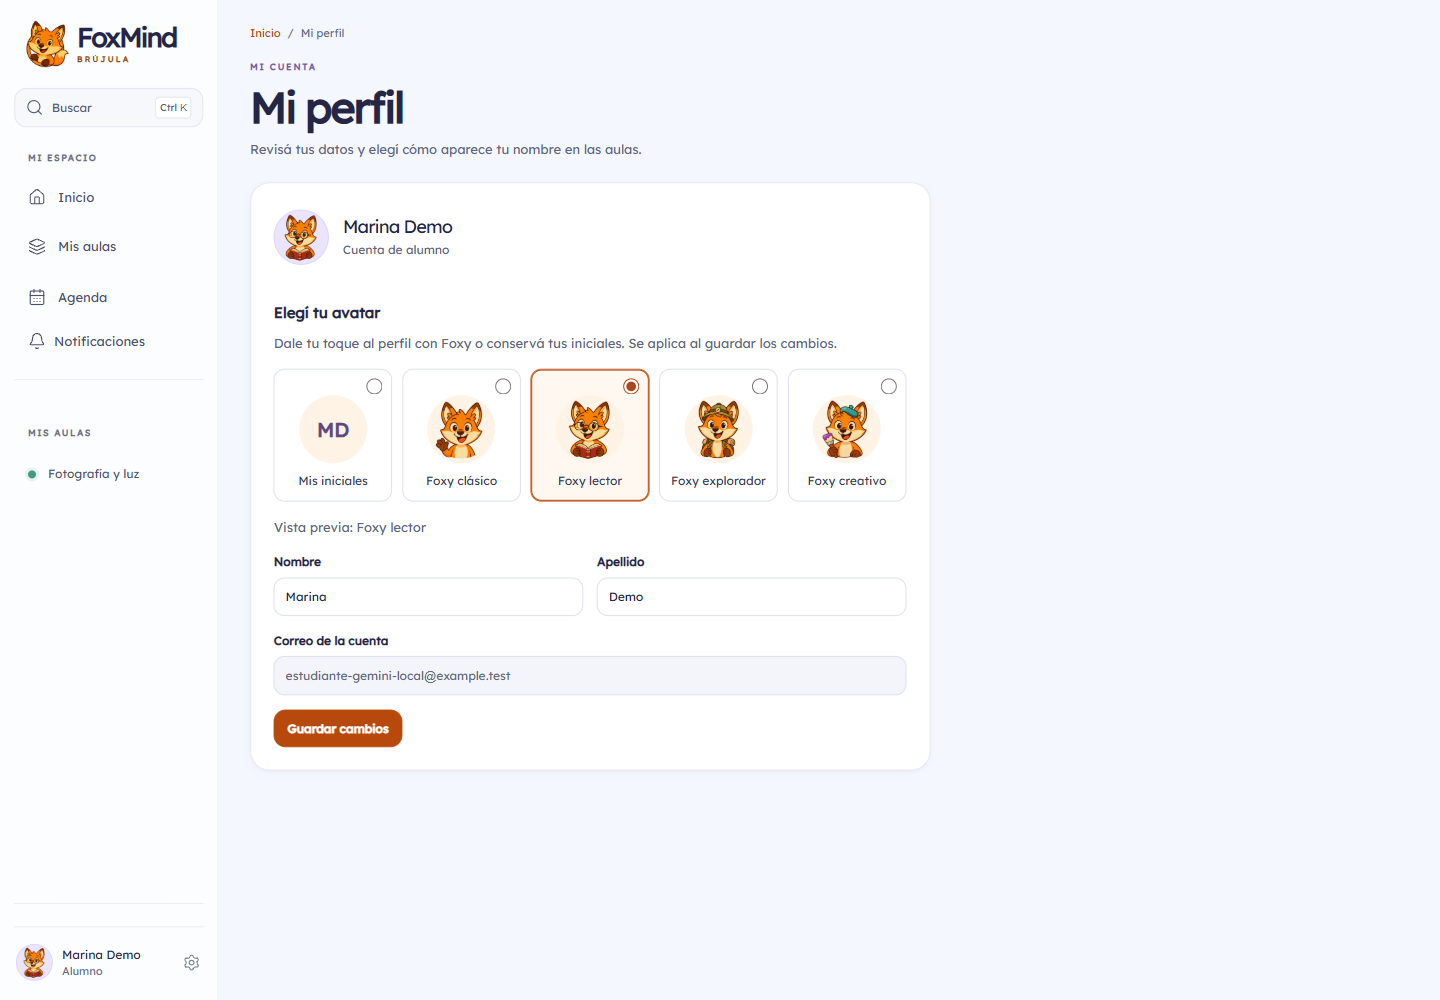 FoxMind
BRÚJULA
Buscar
Ctrl K
MI ESPACIO
Inicio
Mis aulas
Agenda
Notificaciones
MIS AULAS
Fotografía y luz
Marina Demo
Alumno
Inicio / Mi perfil
MI CUENTA
Mi perfil
Revisá tus datos y elegí cómo aparece tu nombre en las aulas.
Marina Demo
Cuenta de alumno
Elegí tu avatar
Dale tu toque al perfil con Foxy o conservá tus iniciales. Se aplica al guardar los cambios.
MD
Mis iniciales
Foxy clásico
Foxy lector
Foxy explorador
Foxy creativo
Vista previa: Foxy lector
Nombre
Marina
Apellido
Demo
Correo de la cuenta
estudiante-gemini-local@example.test
Guardar cambios